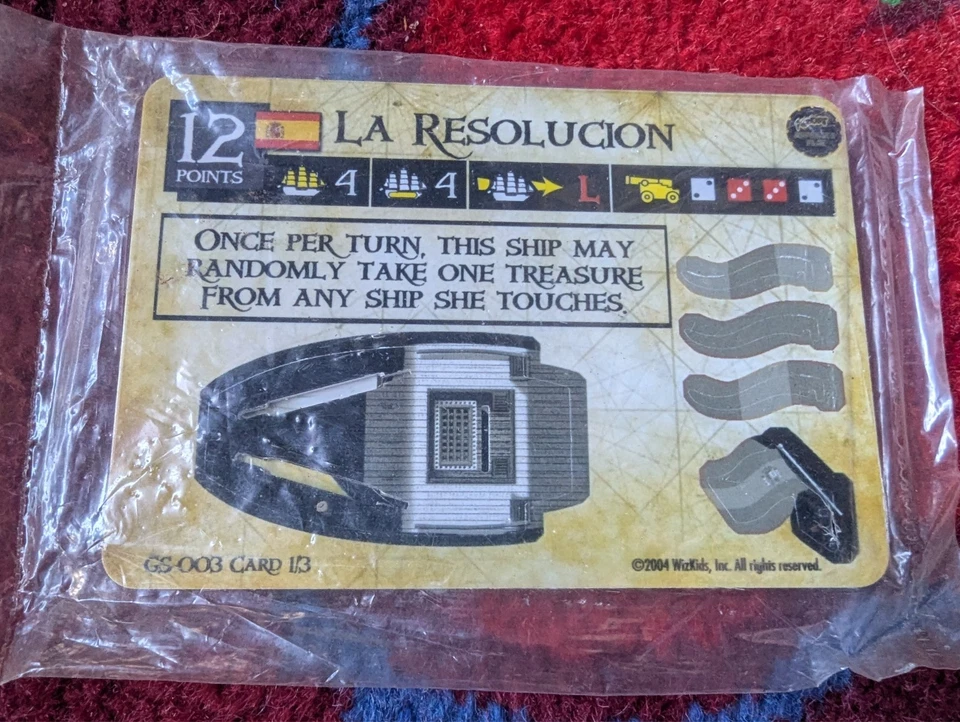 12
POINTS
LA RESOLUCION
4 4 L
ONCE PER TURN, THIS SHIP MAY
RANDOMLY TAKE ONE TREASURE
FROM ANY SHIP SHE TOUCHES.
GS-003 CARD 1/3
©2004 WizKids, Inc. All rights reserved.